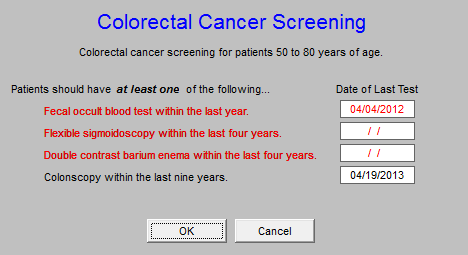 Colorectal Cancer Screening
Colorectal cancer screening for patients 50 to 80 years of age.
Patients should have at least one of the following... Date of Last Test
Fecal occult blood test within the last year. 04/04/2012
Flexible sigmoidoscopy within the last four years. / /
Double contrast barium enema within the last four years. / /
Colonscopy within the last nine years. 04/19/2013
OK Cancel